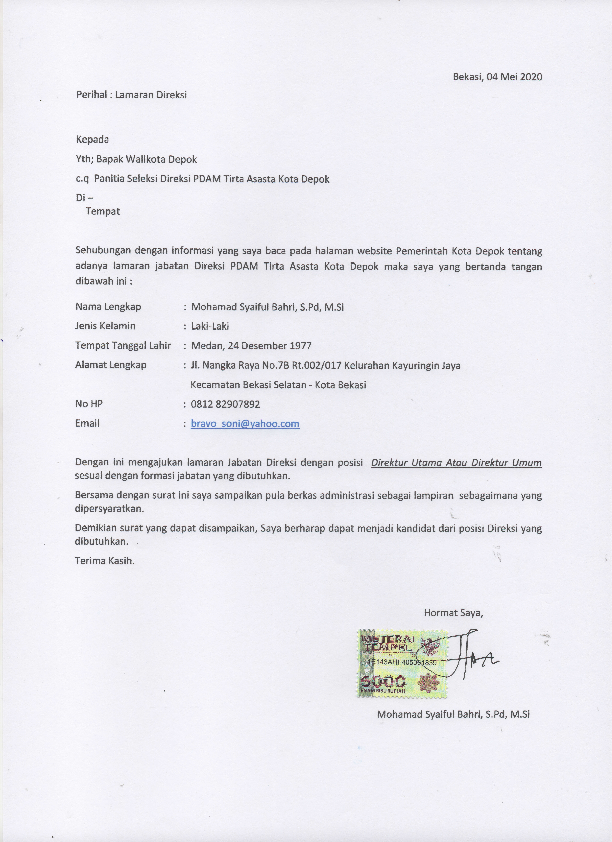 Bekasi, 04 Mei 2020
Perihal : Lamaran Direksi
Kepada
Yth; Bapak Walikota Depok
c.q Panitia Seleksi Direksi PDAM Tirta Asasta Kota Depok
Di –
Tempat
Sehubungan dengan informasi yang saya baca pada halaman website Pemerintah Kota Depok tentang
adanya lamaran jabatan Direksi PDAM Tirta Asasta Kota Depok maka saya yang bertanda tangan
dibawah ini :
Nama Lengkap : Mohamad Syaiful Bahri, S.Pd, M.Si
Jenis Kelamin : Laki-Laki
Tempat Tanggal Lahir : Medan, 24 Desember 1977
Alamat Lengkap : Jl. Nangka Raya No.7B Rt.002/017 Kelurahan Kayuringin Jaya
Kecamatan Bekasi Selatan - Kota Bekasi
No HP : 0812 82907892
Email : bravo_soni@yahoo.com
Dengan ini mengajukan lamaran Jabatan Direksi dengan posisi Direktur Utama Atau Direktur Umum
sesuai dengan formasi jabatan yang dibutuhkan.
Bersama dengan surat ini saya sampaikan pula berkas administrasi sebagai lampiran sebagaimana yang
dipersyaratkan.
Demikian surat yang dapat disampaikan, Saya berharap dapat menjadi kandidat dari posisi Direksi yang
dibutuhkan.
Terima Kasih.
Hormat Saya,
METERAI
TEMPEL
6000
Mohamad Syaiful Bahri, S.Pd, M.Si